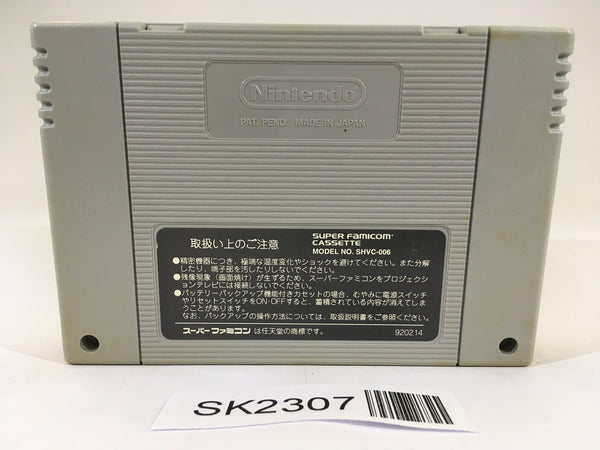 Nintendo
PAT. PEND. MADE IN JAPAN
取扱い上のご注意
SUPER FAMICOM
CASSETTE
MODEL NO. SHVC-006
●精密機器につき、極端な温度変化やショックを避けてください。また分解
したり、端子部を汚したりしないでください。
●残像現象(画面焼け)が生ずるため、スーパーファミコンをプロジェクシ
ョンテレビには接続しないでください。
●バッテリーバックアップ機能付きカセットの場合、むやみに電源スイッチ
やリセットスイッチをON・OFFすると、蓄積されている内容が消えてしま
うことがあります。
なお、バックアップの操作方法については、取扱説明書をご参照ください。
スーパーファミコン は任天堂の商標です。 920214
SK2307